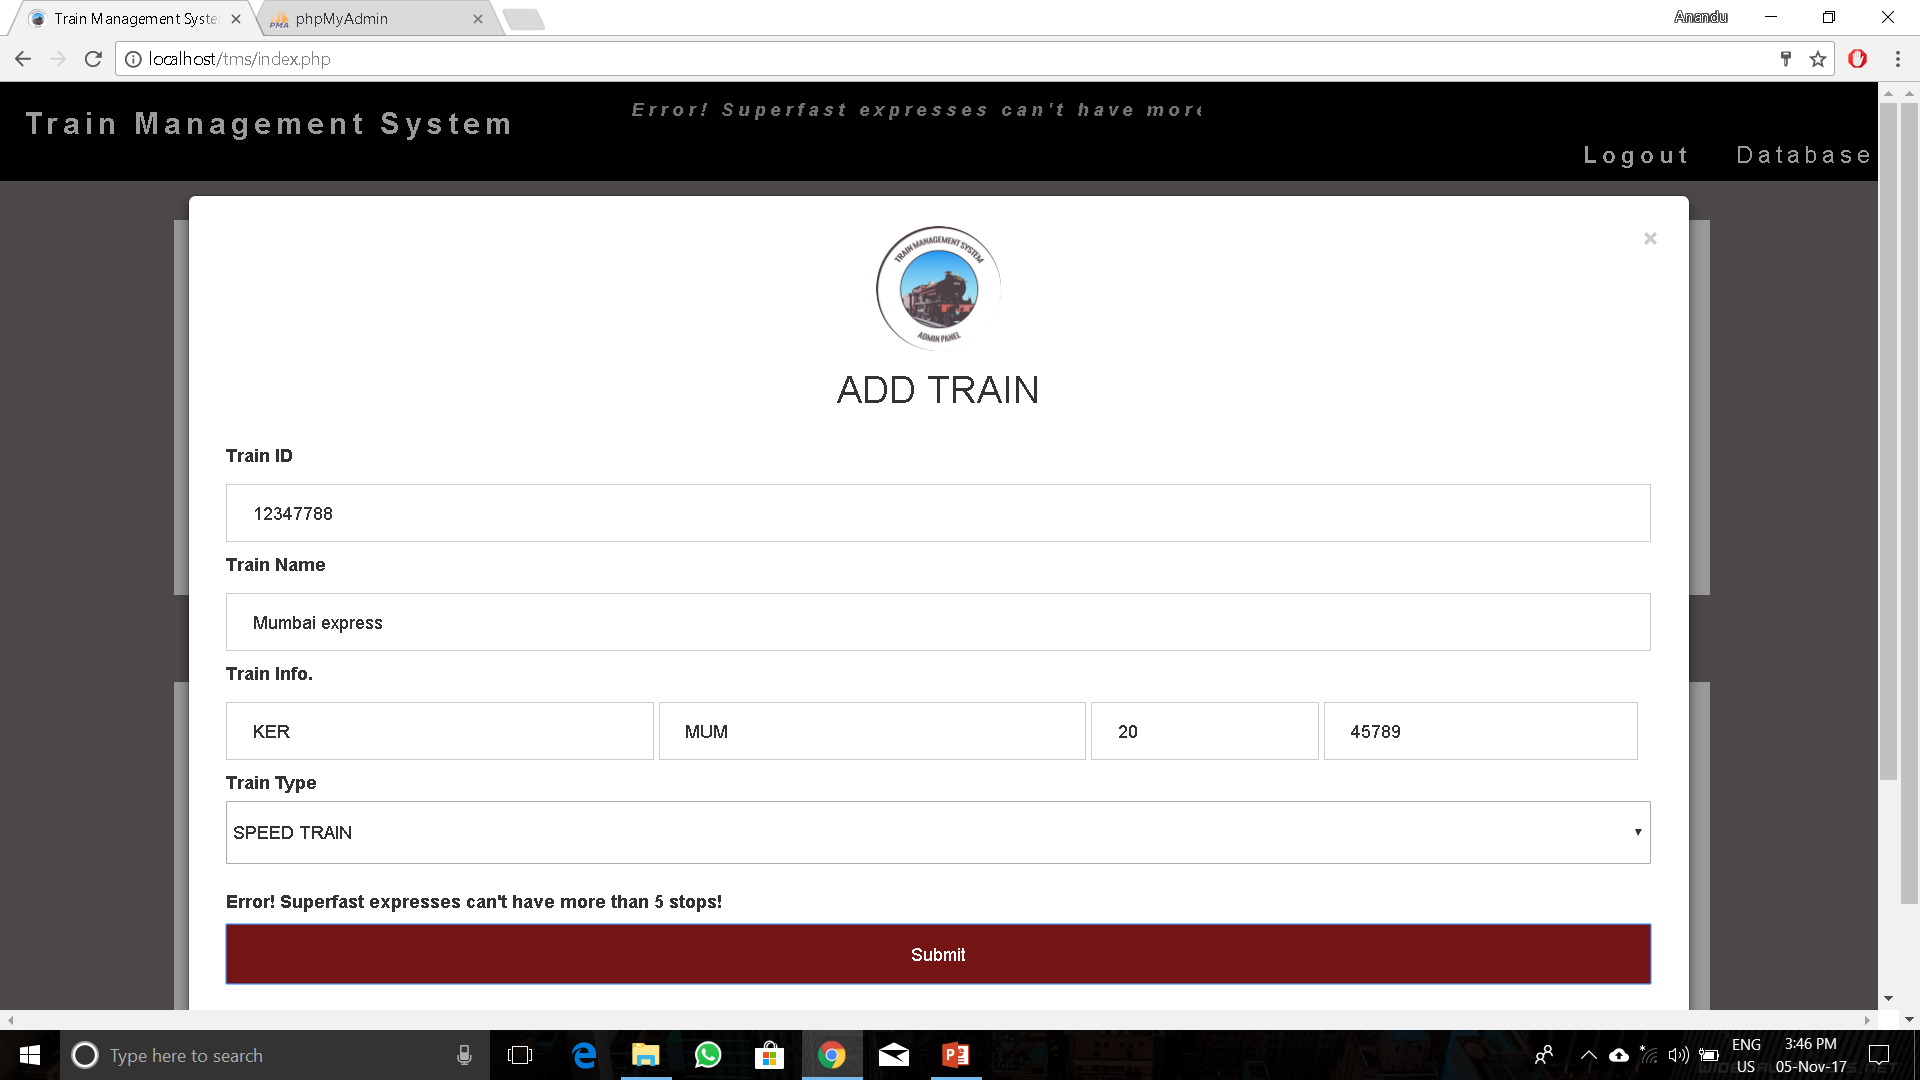 Train Management Syste
phpMyAdmin
Anandu
localhost/tms/index.php
Train Management System
Error! Superfast expresses can't have more
Logout
Database
TRAIN MANAGEMENT SYSTEM
ADMIN PANEL
×
ADD TRAIN
Train ID
12347788
Train Name
Mumbai express
Train Info.
KER
MUM
20
45789
Train Type
SPEED TRAIN
Error! Superfast expresses can't have more than 5 stops!
Submit
Type here to search
ENG
US
3:46 PM
05-Nov-17